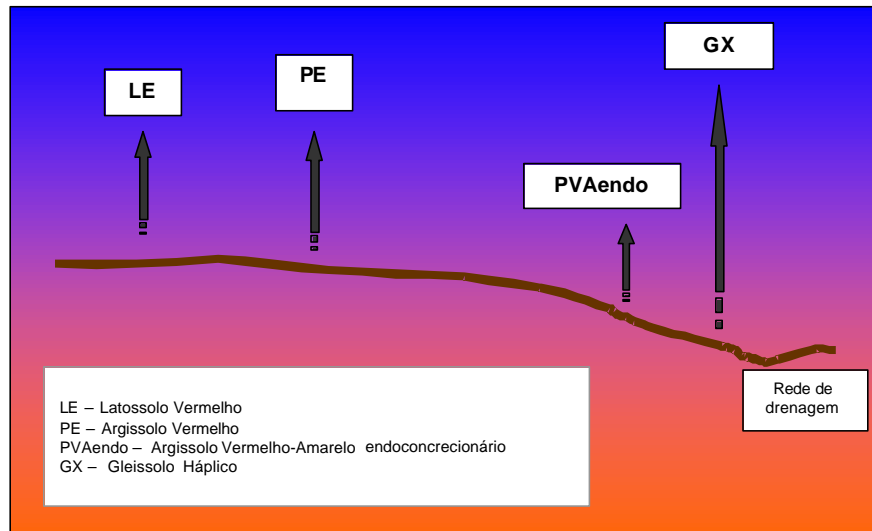 GX
PE
LE
PVAendo
LE – Latossolo Vermelho
PE – Argissolo Vermelho
PVAendo – Argissolo Vermelho-Amarelo endoconcrecionário
GX – Gleissolo Háplico
Rede de
drenagem